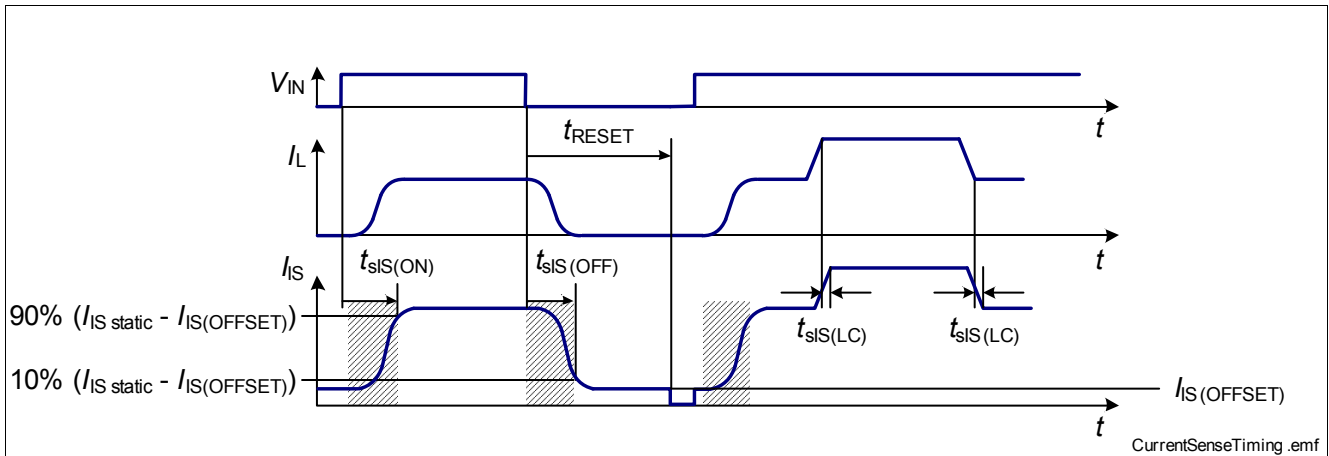 VIN
t
tRESET
IL
t
tsIS(ON)
tsIS(OFF)
IIS
90% (IIS static - IIS(OFFSET))
tsIS(LC)
tsIS(LC)
10% (IIS static - IIS(OFFSET))
IIS(OFFSET)
t
CurrentSenseTiming .emf